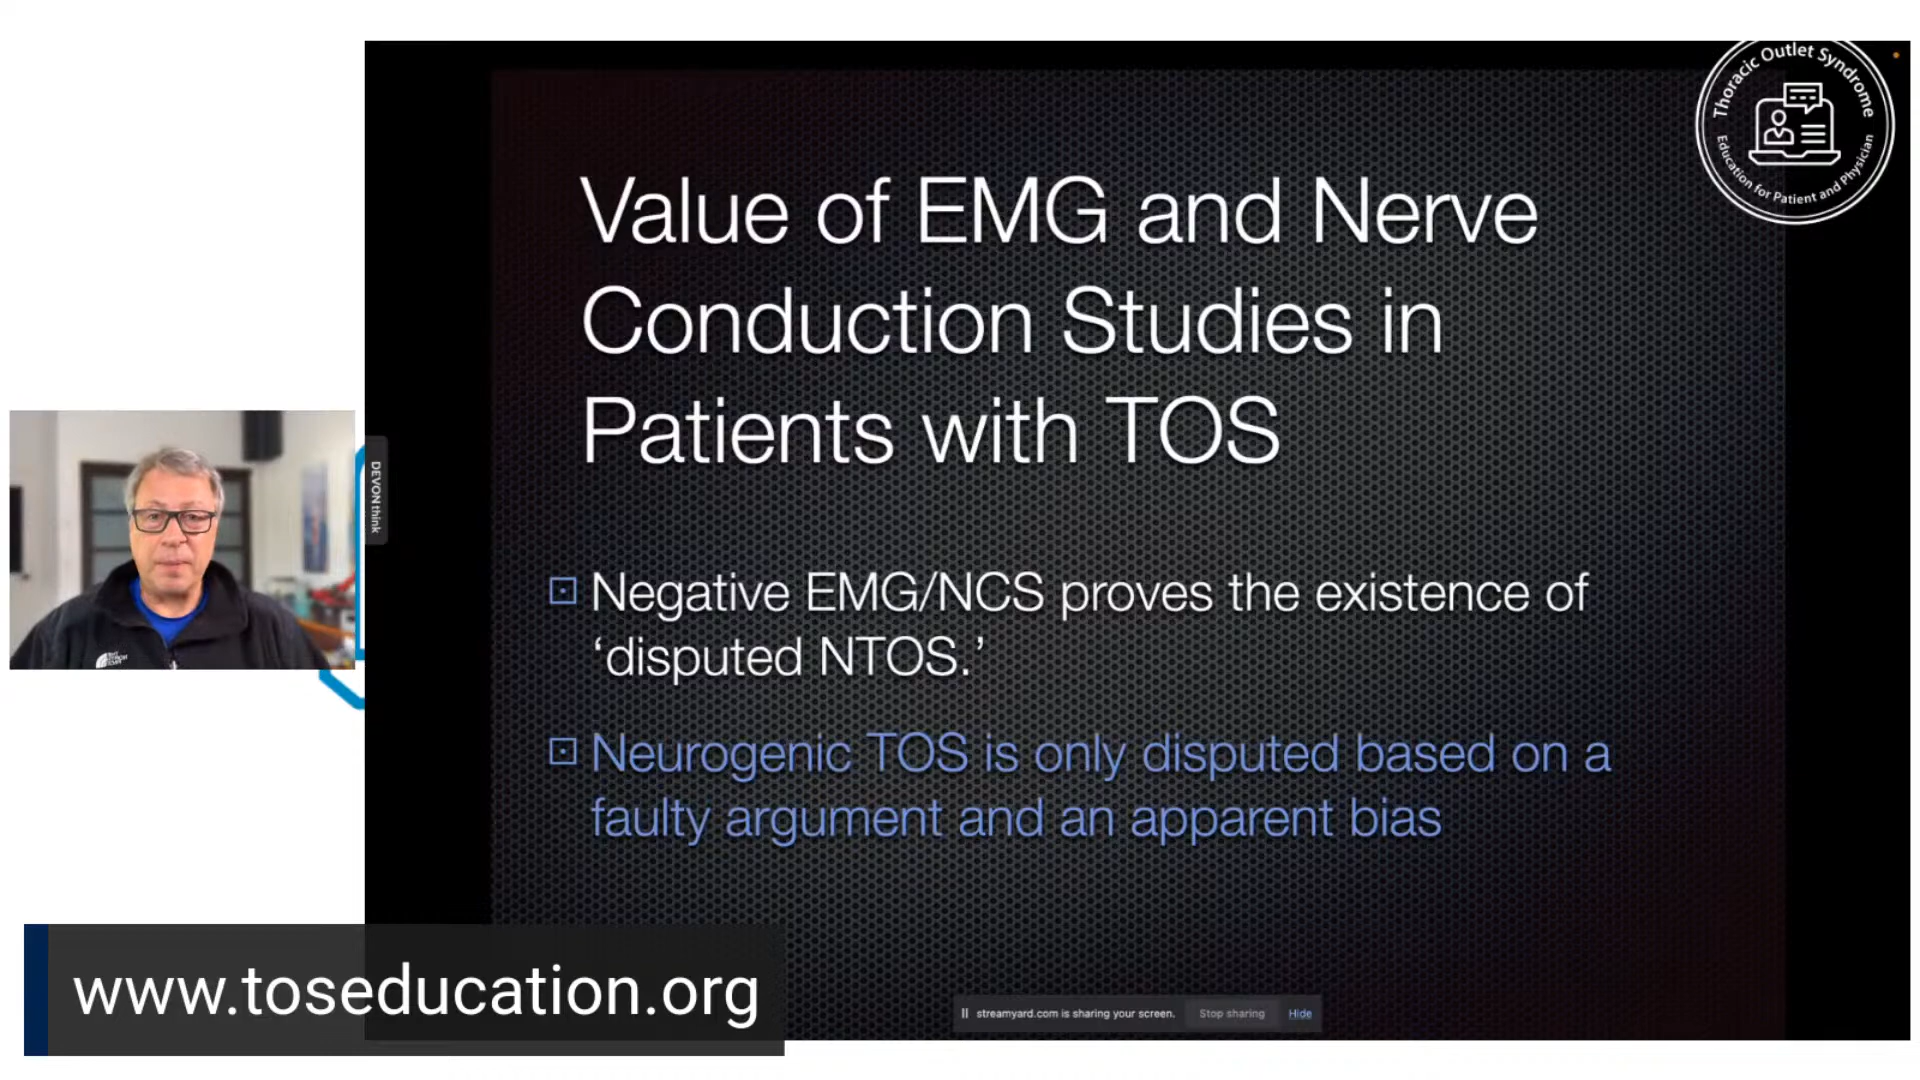 Thoracic Outlet Syndrome
Education for Patient and Physician
Value of EMG and Nerve
Conduction Studies in
Patients with TOS
DEVONthink
Negative EMG/NCS proves the existence of
‘disputed NTOS.’
Neurogenic TOS is only disputed based on a
faulty argument and an apparent bias
www.toseducation.org
streamyard.com is sharing your screen.
Stop sharing
Hide